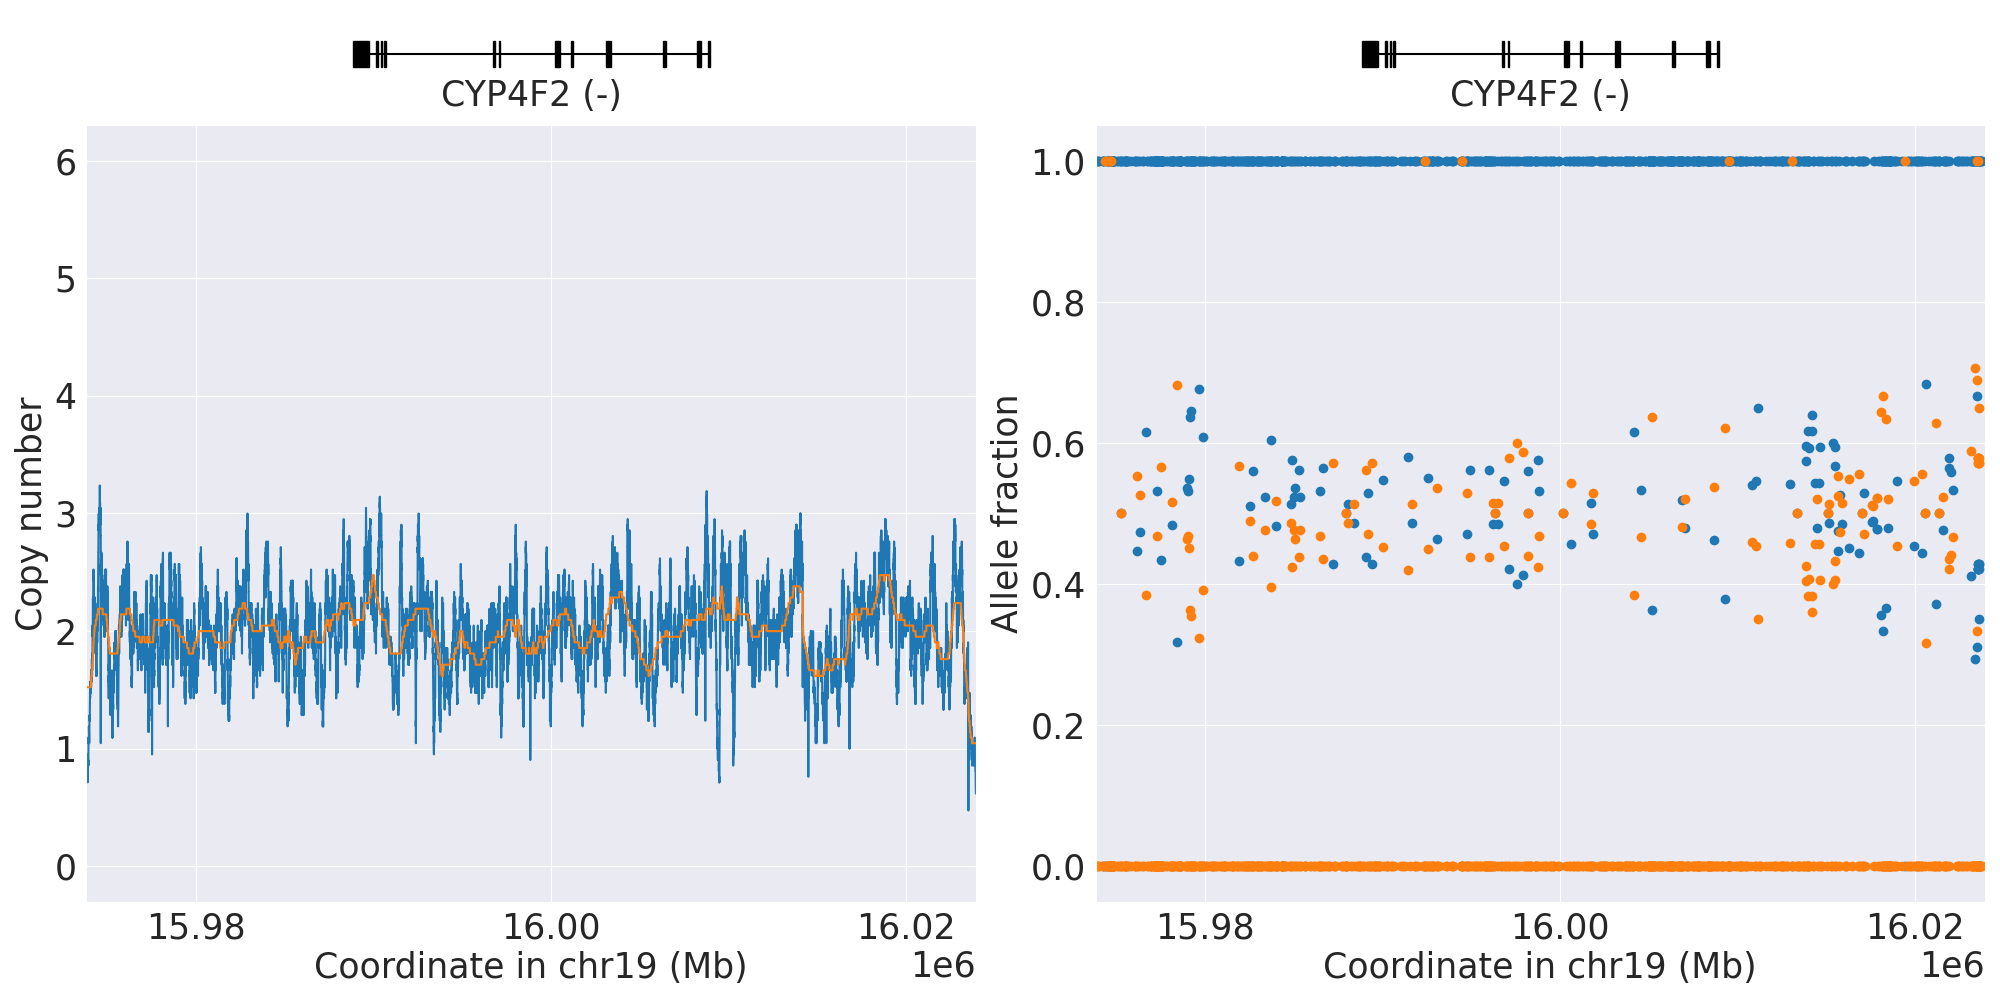 CYP4F2 (-)
6
5
4
3
2
1
0
Copy number
15.98
16.00
16.02
Coordinate in chr19 (Mb)
1e6
CYP4F2 (-)
1.0
0.8
0.6
0.4
0.2
0.0
Allele fraction
15.98
16.00
16.02
Coordinate in chr19 (Mb)
1e6